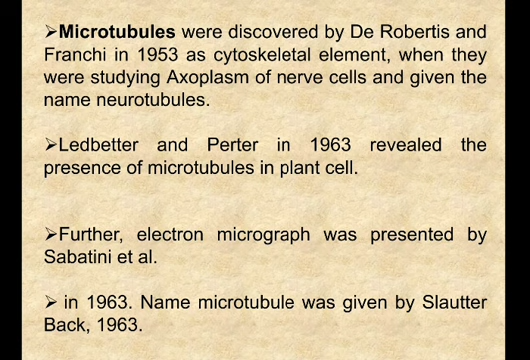 ➢Microtubules were discovered by De Robertis and
Franchi in 1953 as cytoskeletal element, when they
were studying Axoplasm of nerve cells and given the
name neurotubules.
➢Ledbetter and Perter in 1963 revealed the
presence of microtubules in plant cell.
➢Further, electron micrograph was presented by
Sabatini et al.
➢ in 1963. Name microtubule was given by Slautter
Back, 1963.